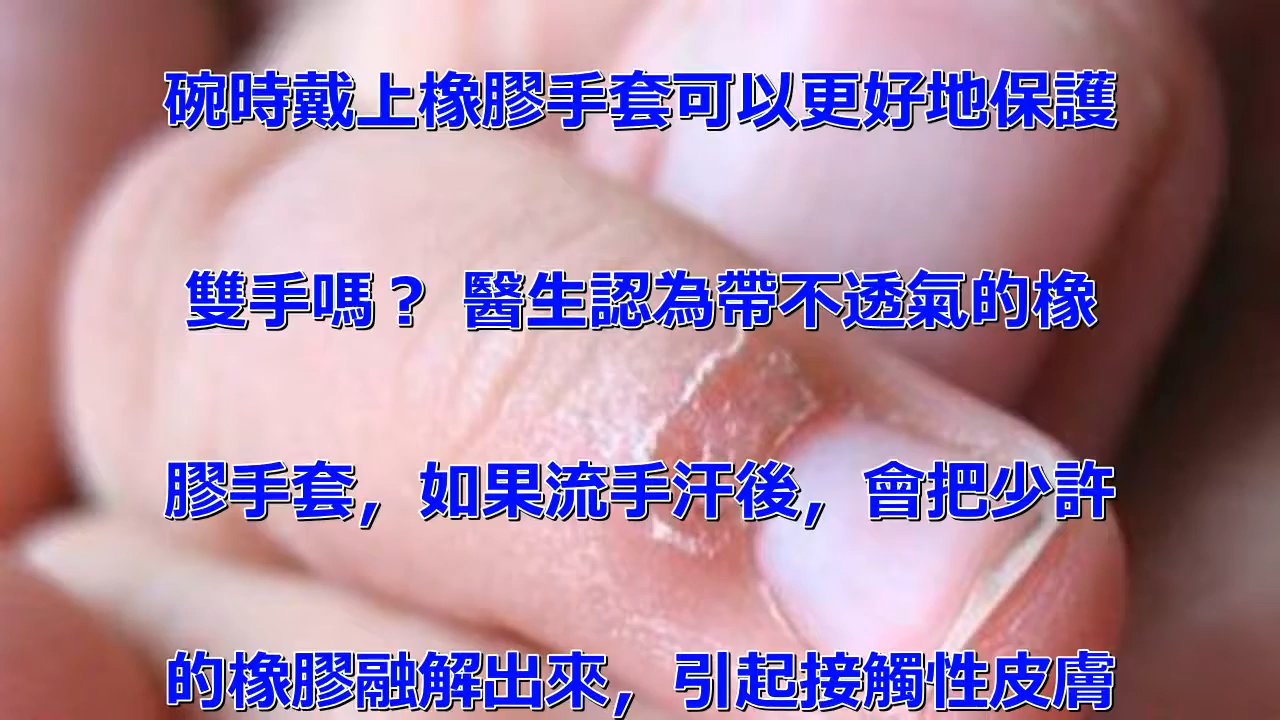 碗時戴上橡膠手套可以更好地保護
雙手嗎？ 醫生認為帶不透氣的橡
膠手套，如果流手汗後，會把少許
的橡膠融解出來，引起接觸性皮膚